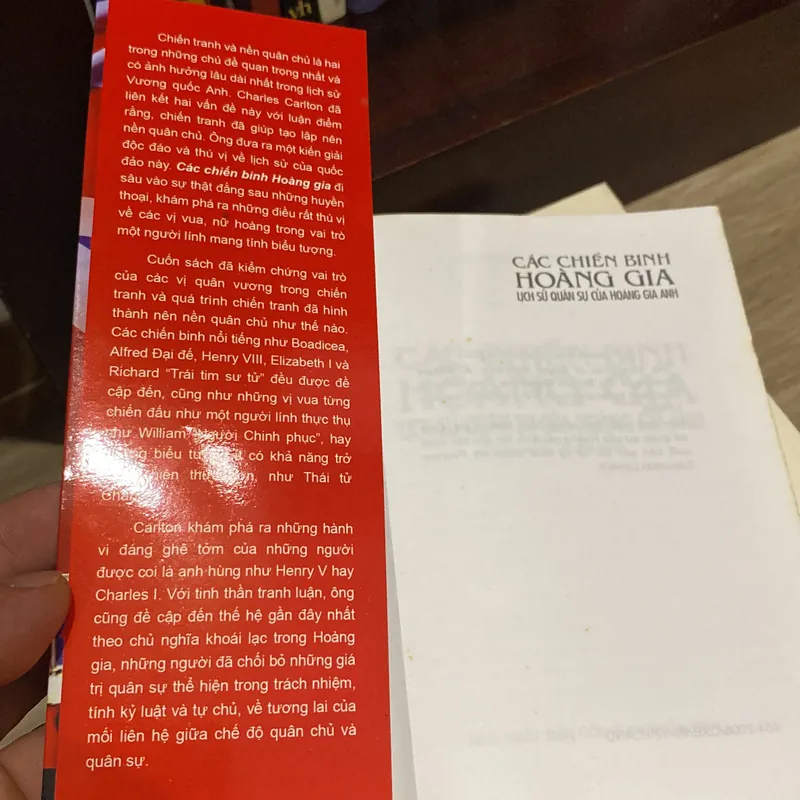 Chiến tranh và nền quân chủ là hai
trong những chủ đề quan trọng nhất và
có ảnh hưởng lâu dài nhất trong lịch sử
Vương quốc Anh. Charles Carlton đã
liên kết hai vấn đề này với luận điểm
rằng, chiến tranh đã giúp tạo lập nên
nền quân chủ. Ông đưa ra một kiến giải
độc đáo và thú vị về lịch sử của quốc
đảo này. Các chiến binh Hoàng gia đi
sâu vào sự thật đằng sau những huyền
thoại, khám phá ra những điều rất thú vị
về các vị vua, nữ hoàng trong vai trò
một người lính mang tính biểu tượng.
Cuốn sách đã kiểm chứng vai trò
của các vị quân vương trong chiến
tranh và quá trình chiến tranh đã hình
thành nên nền quân chủ như thế nào.
Các chiến binh nổi tiếng như Boadicea,
Alfred Đại đế, Henry VIII, Elizabeth I và
Richard “Trái tim sư tử” đều được đề
cập đến, cũng như những vị vua từng
chiến đấu như một người lính thực thụ
như William “Người Chinh phục”, hay
biểu có khả năng trở
như Thái tử
Carlton khám phá ra những hành
vi đáng ghê tởm của những người
được coi là anh hùng như Henry V hay
Charles I. Với tinh thần tranh luận, ông
cũng đề cập đến thế hệ gần đây nhất
theo chủ nghĩa khoái lạc trong Hoàng
gia, những người đã chối bỏ những giá
trị quân sự thể hiện trong trách nhiệm,
tính kỷ luật và tự chủ, về tương lai của
mối liên hệ giữa chế độ quân chủ và
quân sự.
CÁC CHIẾN BINH
HOÀNG GIA
LỊCH SỬ QUÂN SỰ CỦA HOÀNG GIA ANH